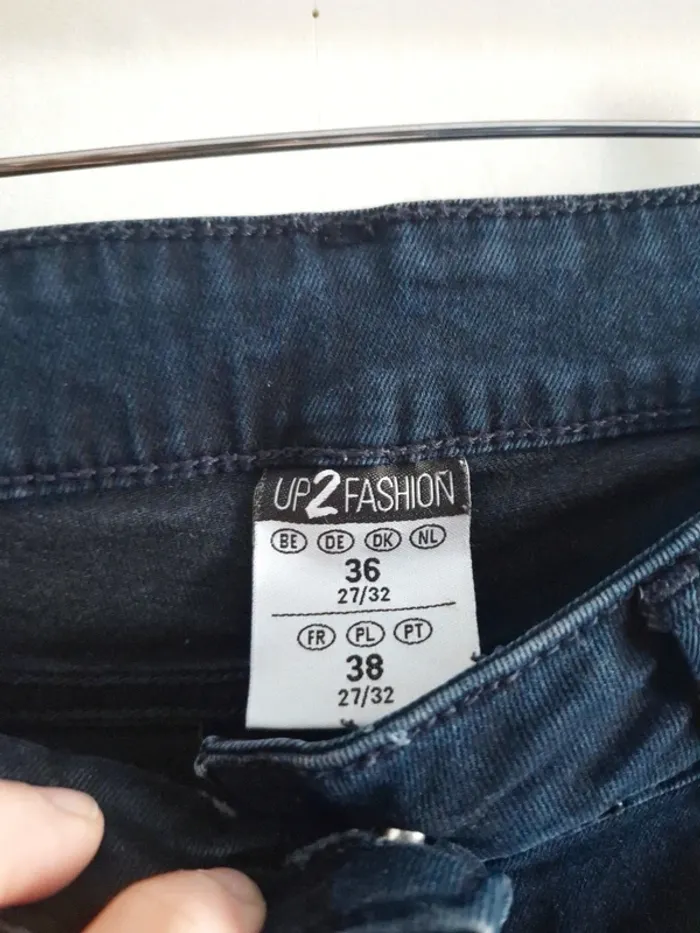 UP2FASHION
BE DE DK NL
36
27/32
FR PL PT
38
27/32